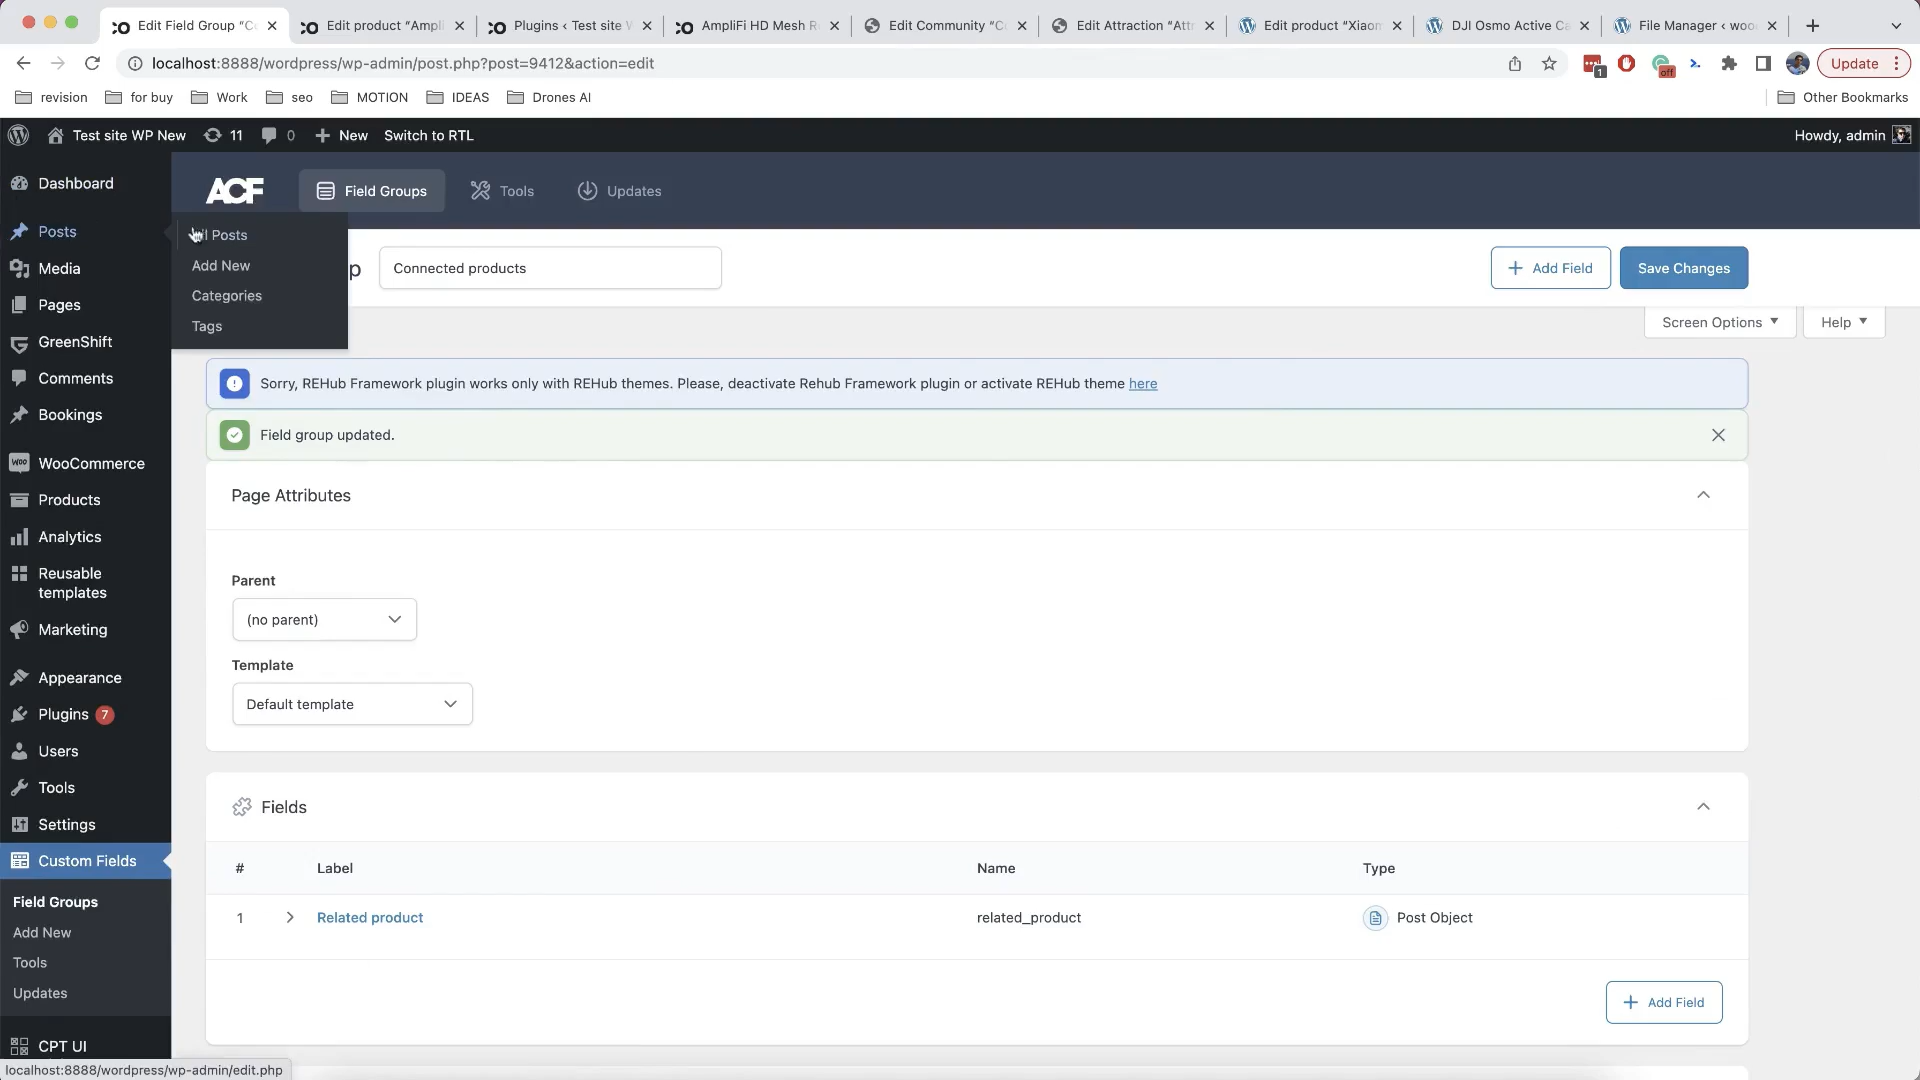 Edit Field Group “Co
Edit product “Ampli
Plugins ‹ Test site W
AmpliFi HD Mesh R
Edit Community “C
Edit Attraction “Attr
Edit product “Xiaom
DJI Osmo Active Ca
File Manager ‹ woo
localhost:8888/wordpress/wp-admin/post.php?post=9412&action=edit
1
off
Update
revision
for buy
Work
seo
MOTION
IDEAS
Drones AI
Other Bookmarks
Test site WP New
11
0
New
Switch to RTL
Howdy, admin
Dashboard
Posts
Media
Pages
GreenShift
Comments
Bookings
WooCommerce
Products
Analytics
Reusable
templates
Marketing
Appearance
Plugins 7
Users
Tools
Settings
Custom Fields
Field Groups
Add New
Tools
Updates
CPT UI
localhost:8888/wordpress/wp-admin/edit.php
ACF
Field Groups
Tools
Updates
Posts
Add New
Categories
Tags
p
Connected products
Add Field
Save Changes
Screen Options
Help
Sorry, REHub Framework plugin works only with REHub themes. Please, deactivate Rehub Framework plugin or activate REHub theme here
Field group updated.
Page Attributes
Parent
(no parent)
Template
Default template
Fields
# Label Name Type
1 Related product related_product Post Object
Add Field